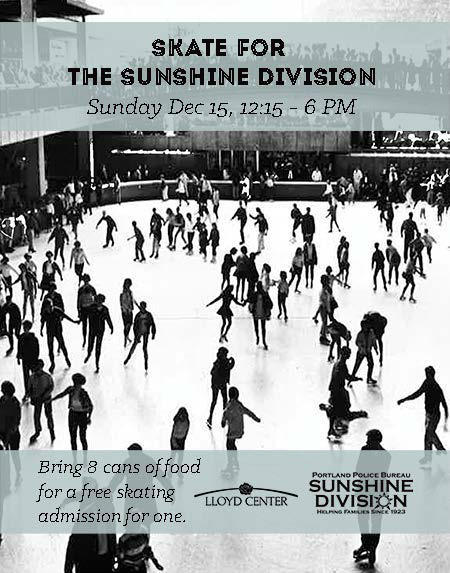 SKATE FOR
THE SUNSHINE DIVISION
Sunday Dec 15, 12:15 - 6 PM
Bring 8 cans of food
for a free skating
admission for one.
LLOYD CENTER
PORTLAND POLICE BUREAU
SUNSHINE
DIVISION
HELPING FAMILIES SINCE 1923